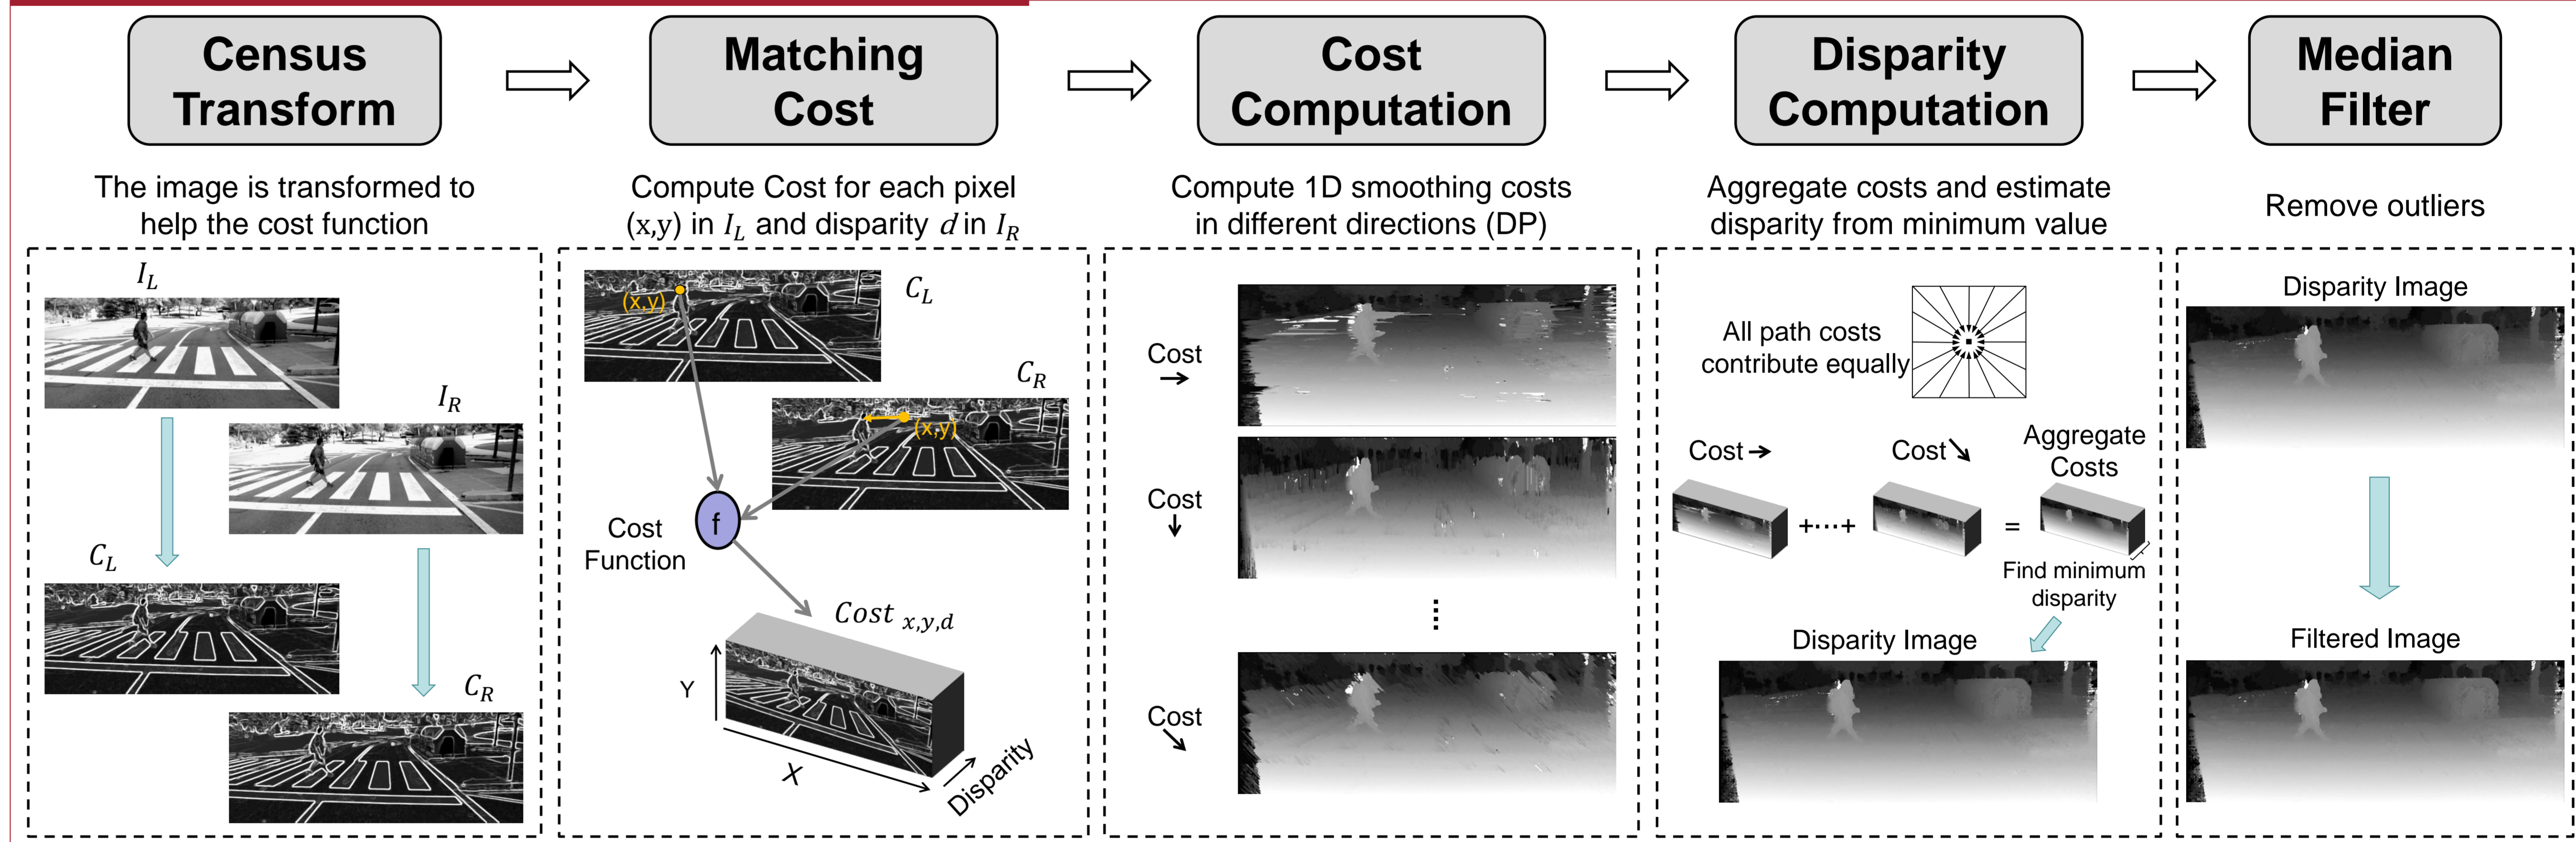 Census
Transform
Matching
Cost
Cost
Computation
Disparity
Computation
Median
Filter
The image is transformed to
help the cost function
Compute Cost for each pixel
(x,y) in I_L and disparity d in I_R
Compute 1D smoothing costs
in different directions (DP)
Aggregate costs and estimate
disparity from minimum value
Remove outliers
I_L
I_R
C_L
C_R
(x,y)
C_L
C_R
(x,y)
f
Cost
Function
Cost x,y,d
Y
X
Disparity
Cost
→
Cost
↓
⋮
Cost
↘
All path costs
contribute equally
Cost →
+···+
Cost ↘
=
Aggregate
Costs
Find minimum
disparity
Disparity Image
Disparity Image
Filtered Image